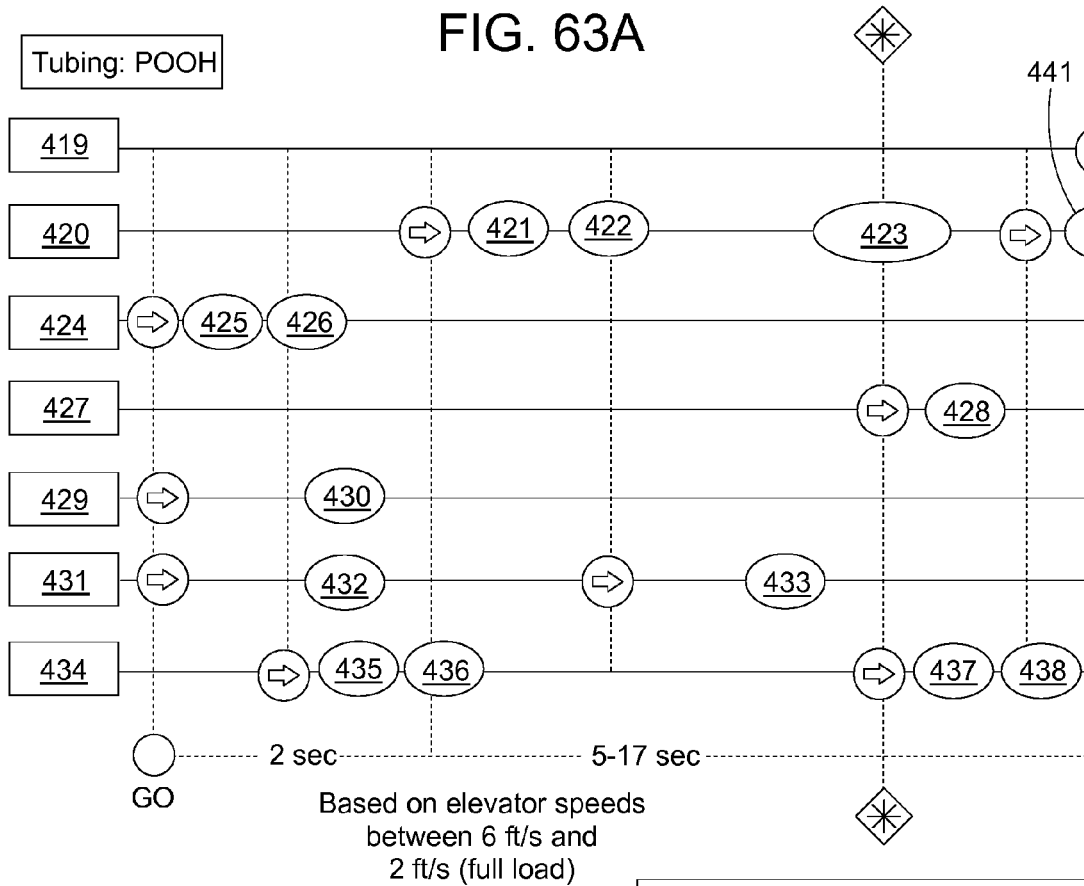 FIG. 63A
Tubing: POOH
441
419
420
421
422
423
424
425
426
427
428
429
430
431
432
433
434
435
436
437
438
2 sec
5-17 sec
GO
Based on elevator speeds
between 6 ft/s and
2 ft/s (full load)